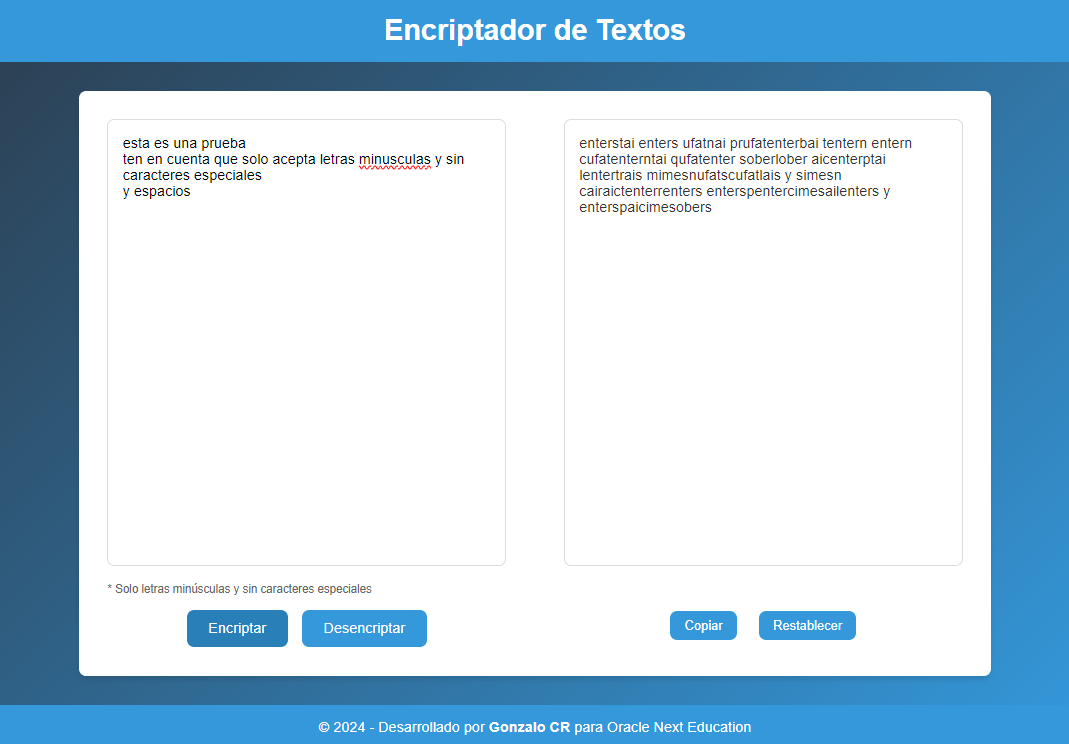 Encriptador de Textos
esta es una prueba
ten en cuenta que solo acepta letras minusculas y sin
caracteres especiales
y espacios
enterstai enters ufatnai prufatenterbai tentern entern
cufatenterntai qufatenter soberlober aicenterptai
lentertrais mimesnufatscufatlais y simesn
cairaictenterrenters enterspentercimesailenters y
enterspaicimesobers
* Solo letras minúsculas y sin caracteres especiales
Encriptar
Desencriptar
Copiar
Restablecer
© 2024 - Desarrollado por Gonzalo CR para Oracle Next Education